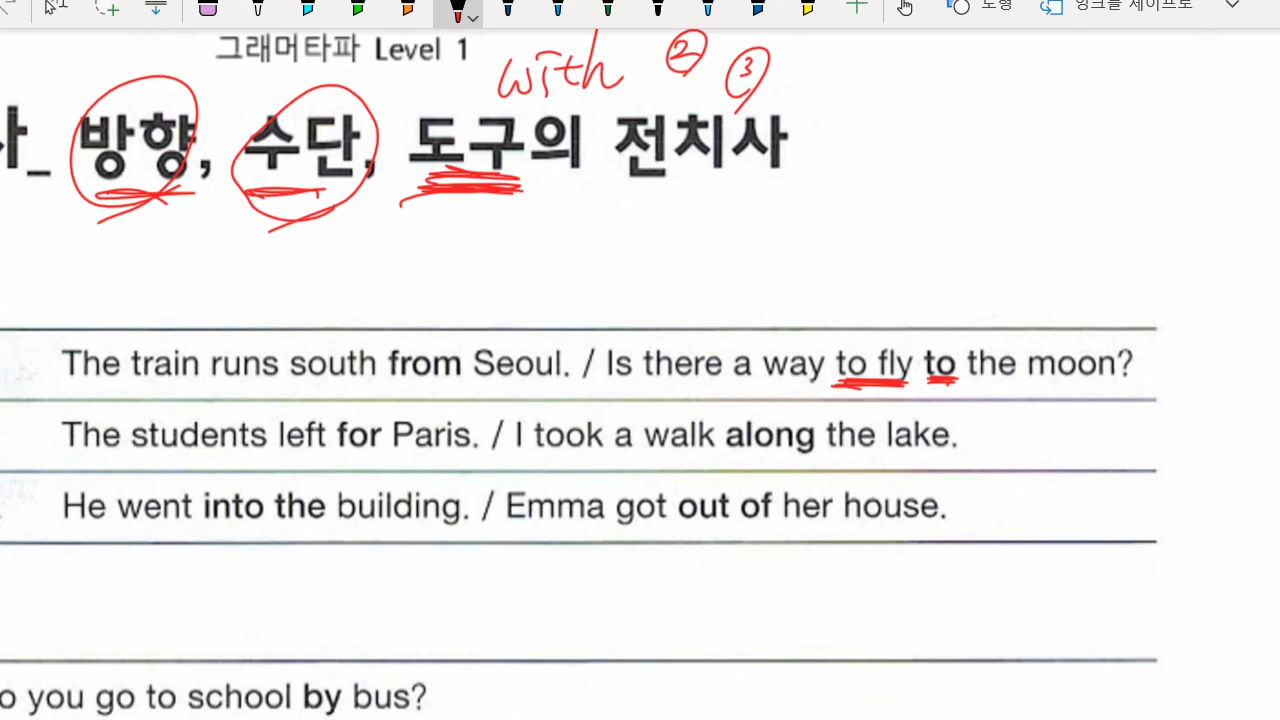 도형 잉크를 셰이프로
그래머타파 Level 1
with ② ③
사_ 방향, 수단, 도구의 전치사
The train runs south from Seoul. / Is there a way to fly to the moon?
The students left for Paris. / I took a walk along the lake.
He went into the building. / Emma got out of her house.
o you go to school by bus?